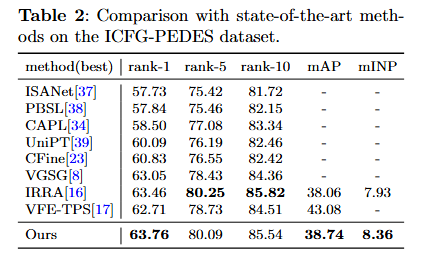 Table 2: Comparison with state-of-the-art meth-
ods on the ICFG-PEDES dataset.
method(best) rank-1 rank-5 rank-10 mAP mINP
ISANet[37] 57.73 75.42 81.72 - -
PBSL[38] 57.84 75.46 82.15 - -
CAPL[34] 58.50 77.08 83.34 - -
UniPT[39] 60.09 76.19 82.46 - -
CFine[23] 60.83 76.55 82.42 - -
VGSG[8] 63.05 78.43 84.36 - -
IRRA[16] 63.46 80.25 85.82 38.06 7.93
VFE-TPS[17] 62.71 78.73 84.51 43.08 -
Ours 63.76 80.09 85.54 38.74 8.36